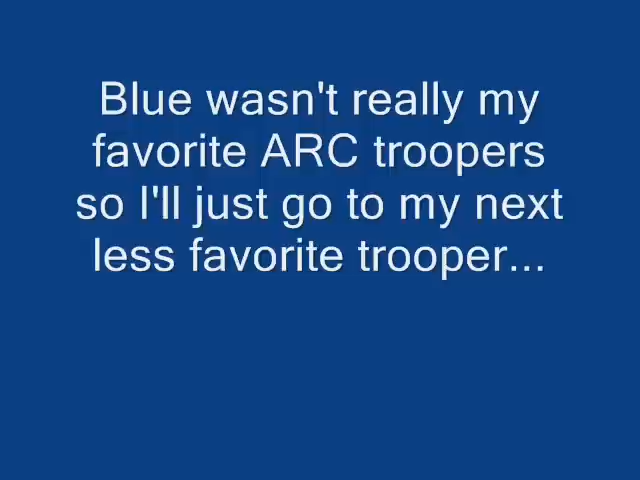 Blue wasn't really my
favorite ARC troopers
so I'll just go to my next
less favorite trooper...